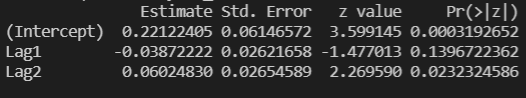 Estimate Std. Error z value Pr(>|z|)
(Intercept) 0.22122405 0.06146572 3.599145 0.0003192652
Lag1 -0.03872222 0.02621658 -1.477013 0.1396722362
Lag2 0.06024830 0.02654589 2.269590 0.0232324586